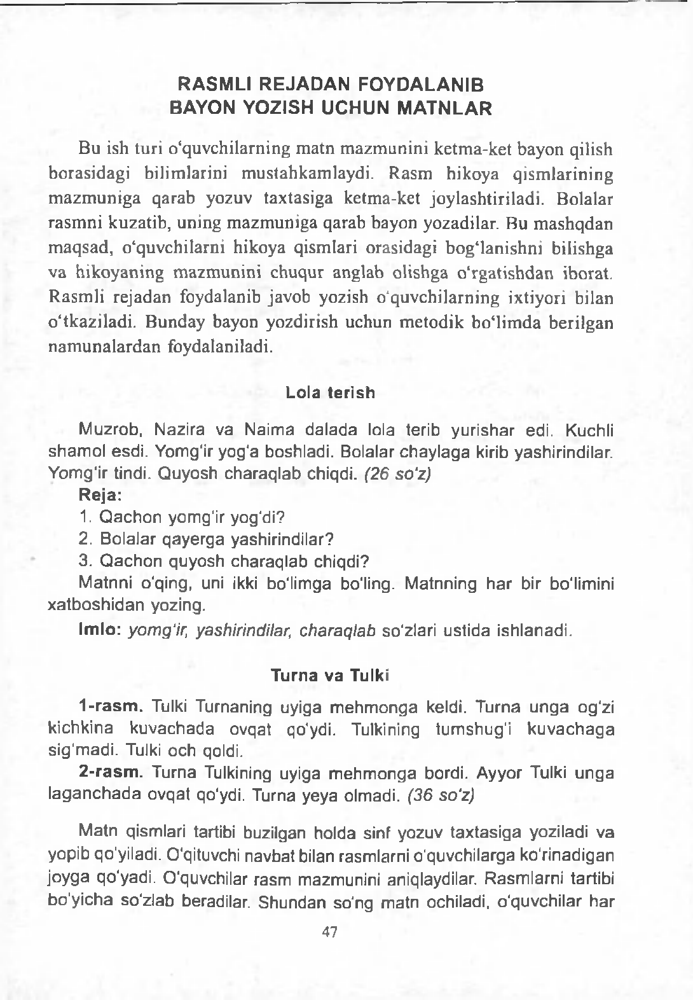 RASMLI REJADAN FOYDALANIB
BAYON YOZISH UCHUN MATNLAR
Bu ish turi o‘quvchilarning matn mazmunini ketma-ket bayon qilish
borasidagi bilimlarini mustahkamlaydi. Rasm hikoya qismlarining
mazmuniga qarab yozuv taxtasiga ketma-ket joylashtiriladi. Bolalar
rasmni kuzatib, uning mazmuniga qarab bayon yozadilar. Bu mashqdan
maqsad, o‘quvchilarni hikoya qismlari orasidagi bog‘lanishni bilishga
va hikoyaning mazmunini chuqur anglab olishga o‘rgatishdan iborat.
Rasmli rejadan foydalanib javob yozish o‘quvchilarning ixtiyori bilan
o‘tkaziladi. Bunday bayon yozdirish uchun metodik bo‘limda berilgan
namunalardan foydalaniladi.
Lola terish
Muzrob, Nazira va Naima dalada lola terib yurishar edi. Kuchli
shamol esdi. Yomg‘ir yog‘a boshladi. Bolalar chaylaga kirib yashirindilar.
Yomg‘ir tindi. Quyosh charaqlab chiqdi. (26 so‘z)
Reja:
1. Qachon yomg‘ir yog‘di?
2. Bolalar qayerga yashirindilar?
3. Qachon quyosh charaqlab chiqdi?
Matnni o‘qing, uni ikki bo‘limga bo‘ling. Matnning har bir bo‘limini
xatboshidan yozing.
Imlo: yomg‘ir, yashirindilar, charaqlab so‘zlari ustida ishlanadi.
Turna va Tulki
1-rasm. Tulki Turnaning uyiga mehmonga keldi. Turna unga og‘zi
kichkina kuvachada ovqat qo‘ydi. Tulkining tumshug‘i kuvachaga
sig‘madi. Tulki och qoldi.
2-rasm. Turna Tulkining uyiga mehmonga bordi. Ayyor Tulki unga
laganchada ovqat qo‘ydi. Turna yeya olmadi. (36 so‘z)
Matn qismlari tartibi buzilgan holda sinf yozuv taxtasiga yoziladi va
yopib qo‘yiladi. O‘qituvchi navbat bilan rasmlarni o‘quvchilarga ko‘rinadigan
joyga qo‘yadi. O‘quvchilar rasm mazmunini aniqlaydilar. Rasmlarni tartibi
bo‘yicha so‘zlab beradilar. Shundan so‘ng matn ochiladi, o‘quvchilar har
47